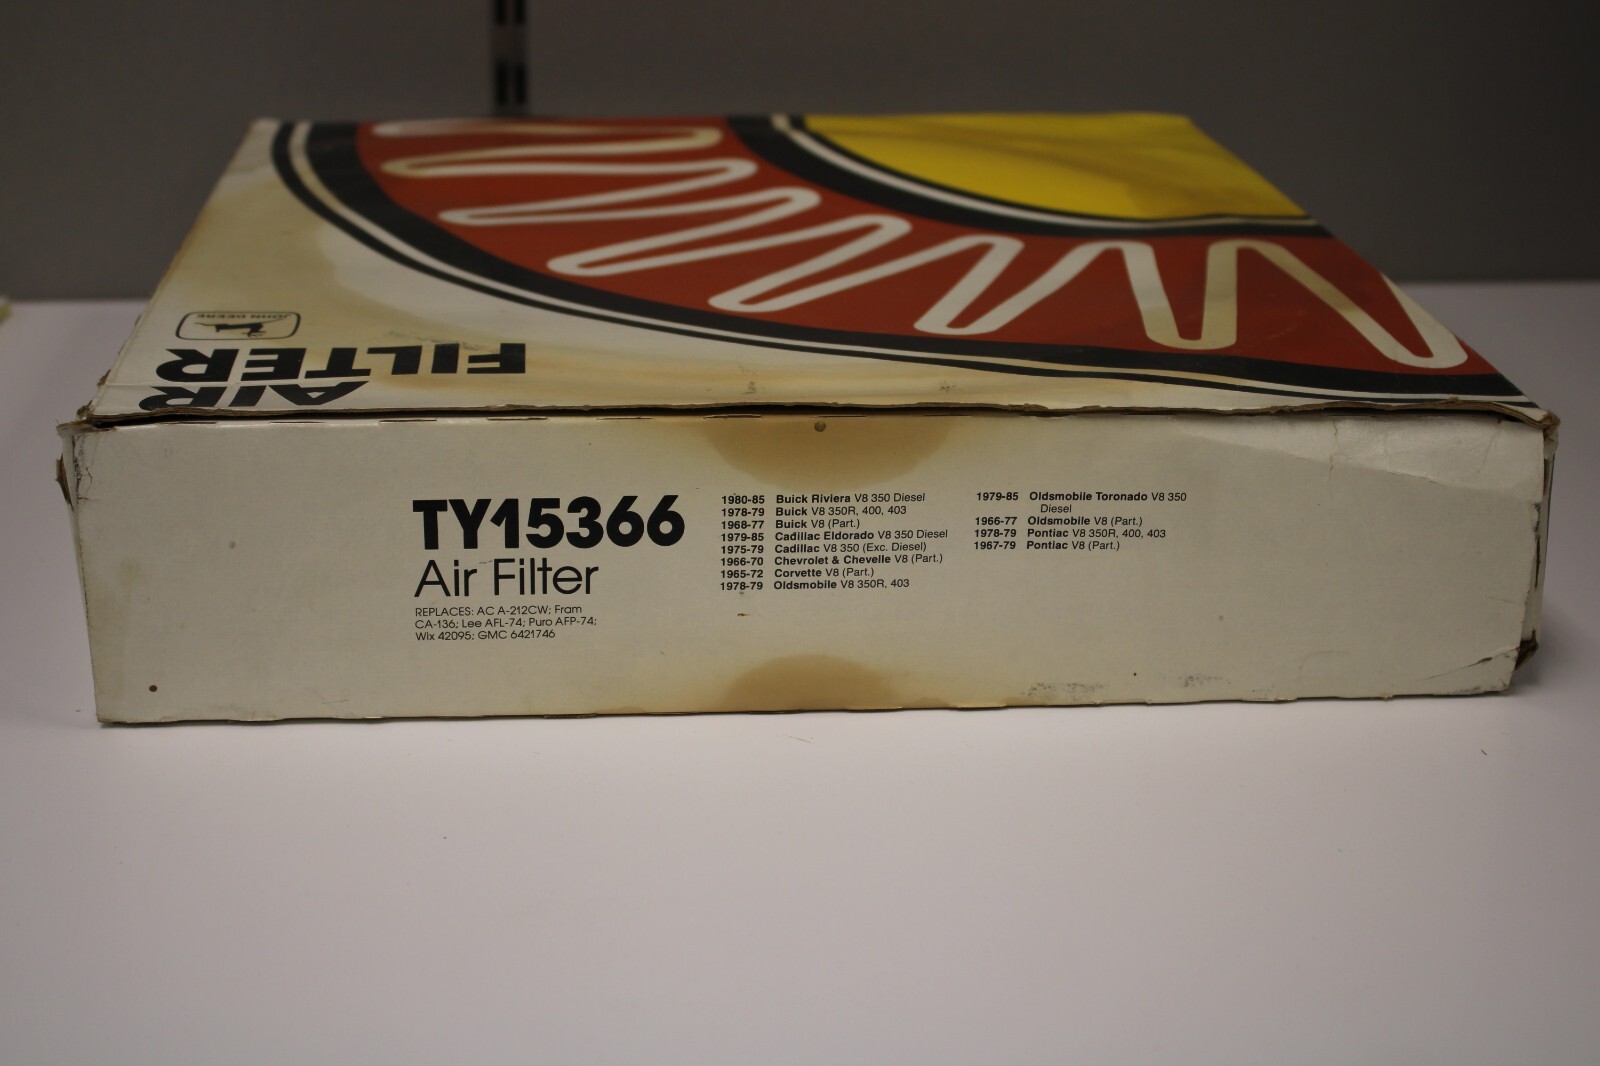 JOHN DEERE
AIR
FILTER
TY15366
Air Filter
REPLACES: AC A-212CW; Fram
CA-136; Lee AFL-74; Puro AFP-74;
Wix 42095; GMC 6421746
1980-85 Buick Riviera V8 350 Diesel
1978-79 Buick V8 350R, 400, 403
1968-77 Buick V8 (Part.)
1979-85 Cadillac Eldorado V8 350 Diesel
1975-79 Cadillac V8 350 (Exc. Diesel)
1966-70 Chevrolet & Chevelle V8 (Part.)
1965-72 Corvette V8 (Part.)
1978-79 Oldsmobile V8 350R, 403
1979-85 Oldsmobile Toronado V8 350
Diesel
1966-77 Oldsmobile V8 (Part.)
1978-79 Pontiac V8 350R, 400, 403
1967-79 Pontiac V8 (Part.)